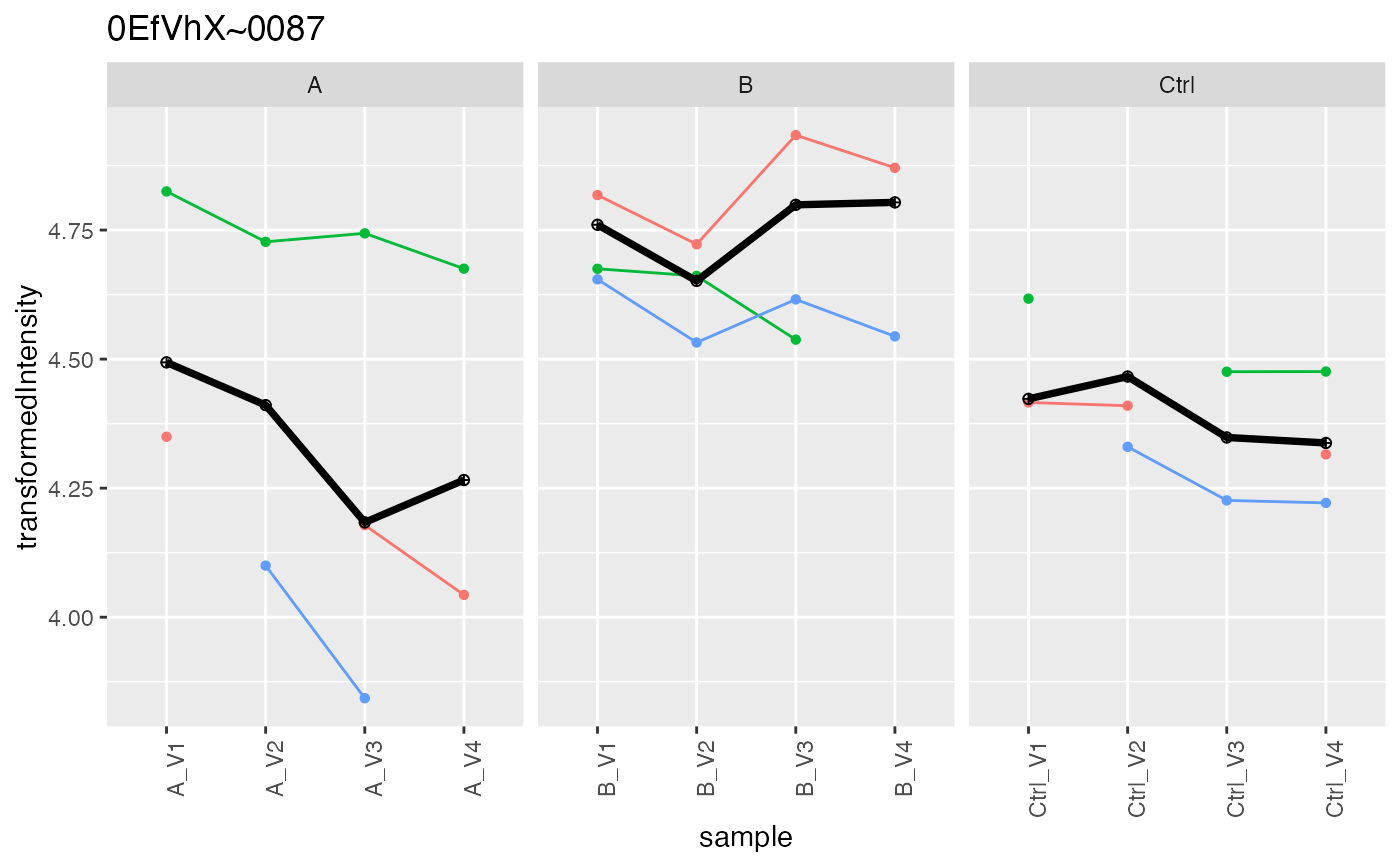 0EfVhX~0087
A
B
Ctrl
transformedIntensity
4.75
4.50
4.25
4.00
A_V1
A_V2
A_V3
A_V4
B_V1
B_V2
B_V3
B_V4
Ctrl_V1
Ctrl_V2
Ctrl_V3
Ctrl_V4
sample